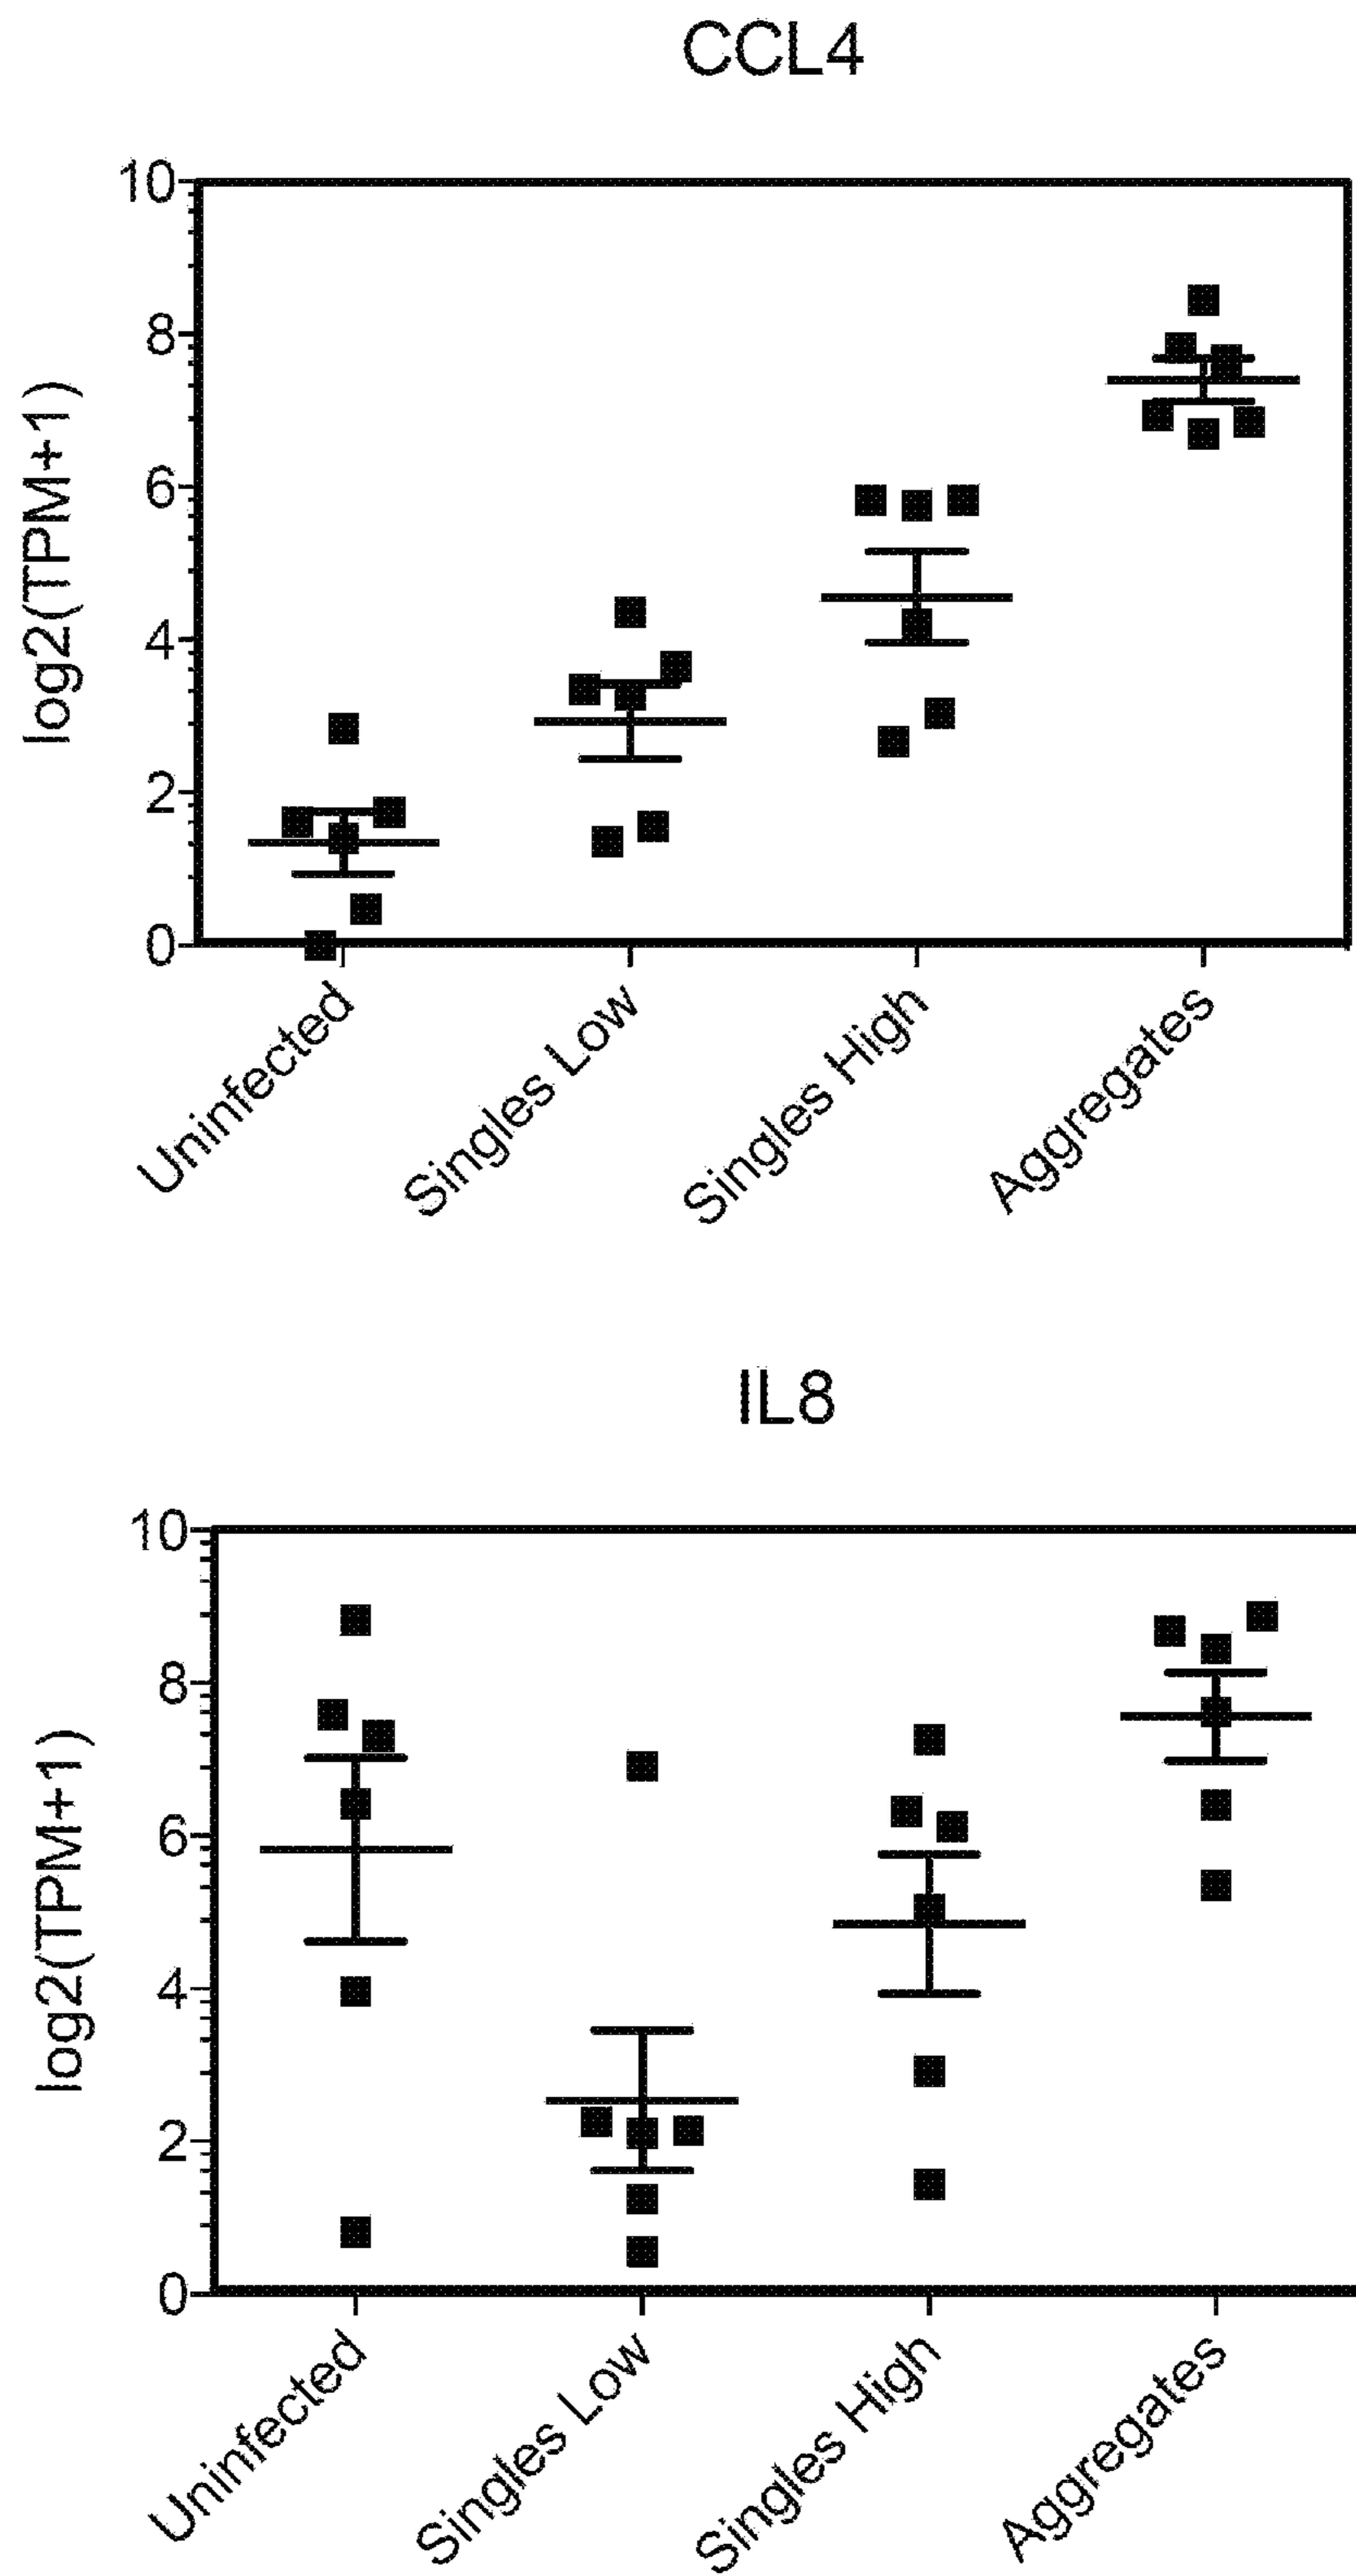 CCL4
log2(TPM+1)
10
8
6
4
2
0
Uninfected
Singles Low
Singles High
Aggregates
IL8
log2(TPM+1)
10
8
6
4
2
0
Uninfected
Singles Low
Singles High
Aggregates